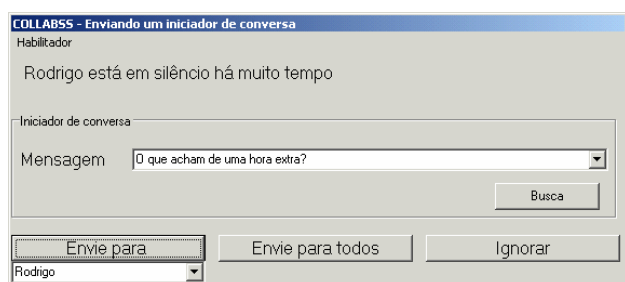 COLLABSS - Enviando um iniciador de conversa
Habilitador
Rodrigo está em silêncio há muito tempo
Iniciador de conversa
Mensagem O que acham de uma hora extra?
Busca
Envie para Envie para todos Ignorar
Rodrigo